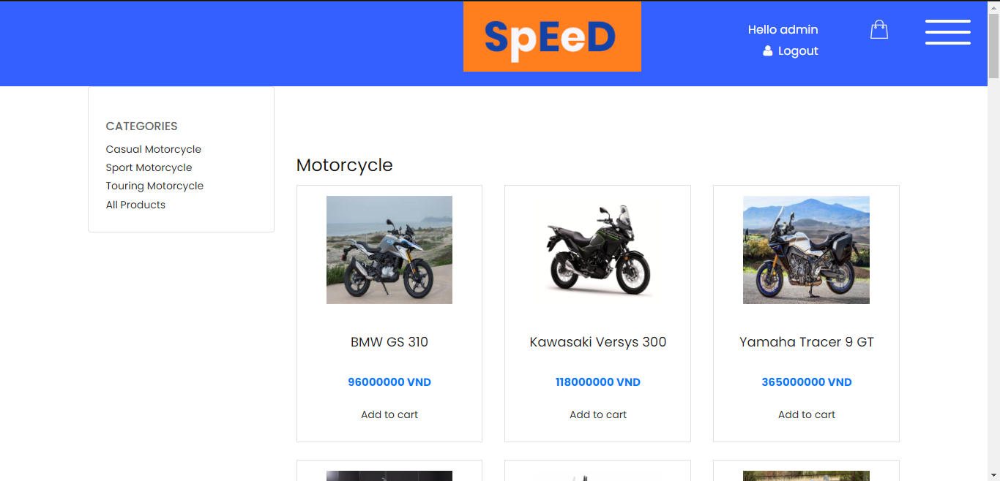 SpEeD
Hello admin
Logout
CATEGORIES
Casual Motorcycle
Sport Motorcycle
Touring Motorcycle
All Products
Motorcycle
BMW GS 310
96000000 VND
Add to cart
Kawasaki Versys 300
118000000 VND
Add to cart
Yamaha Tracer 9 GT
365000000 VND
Add to cart